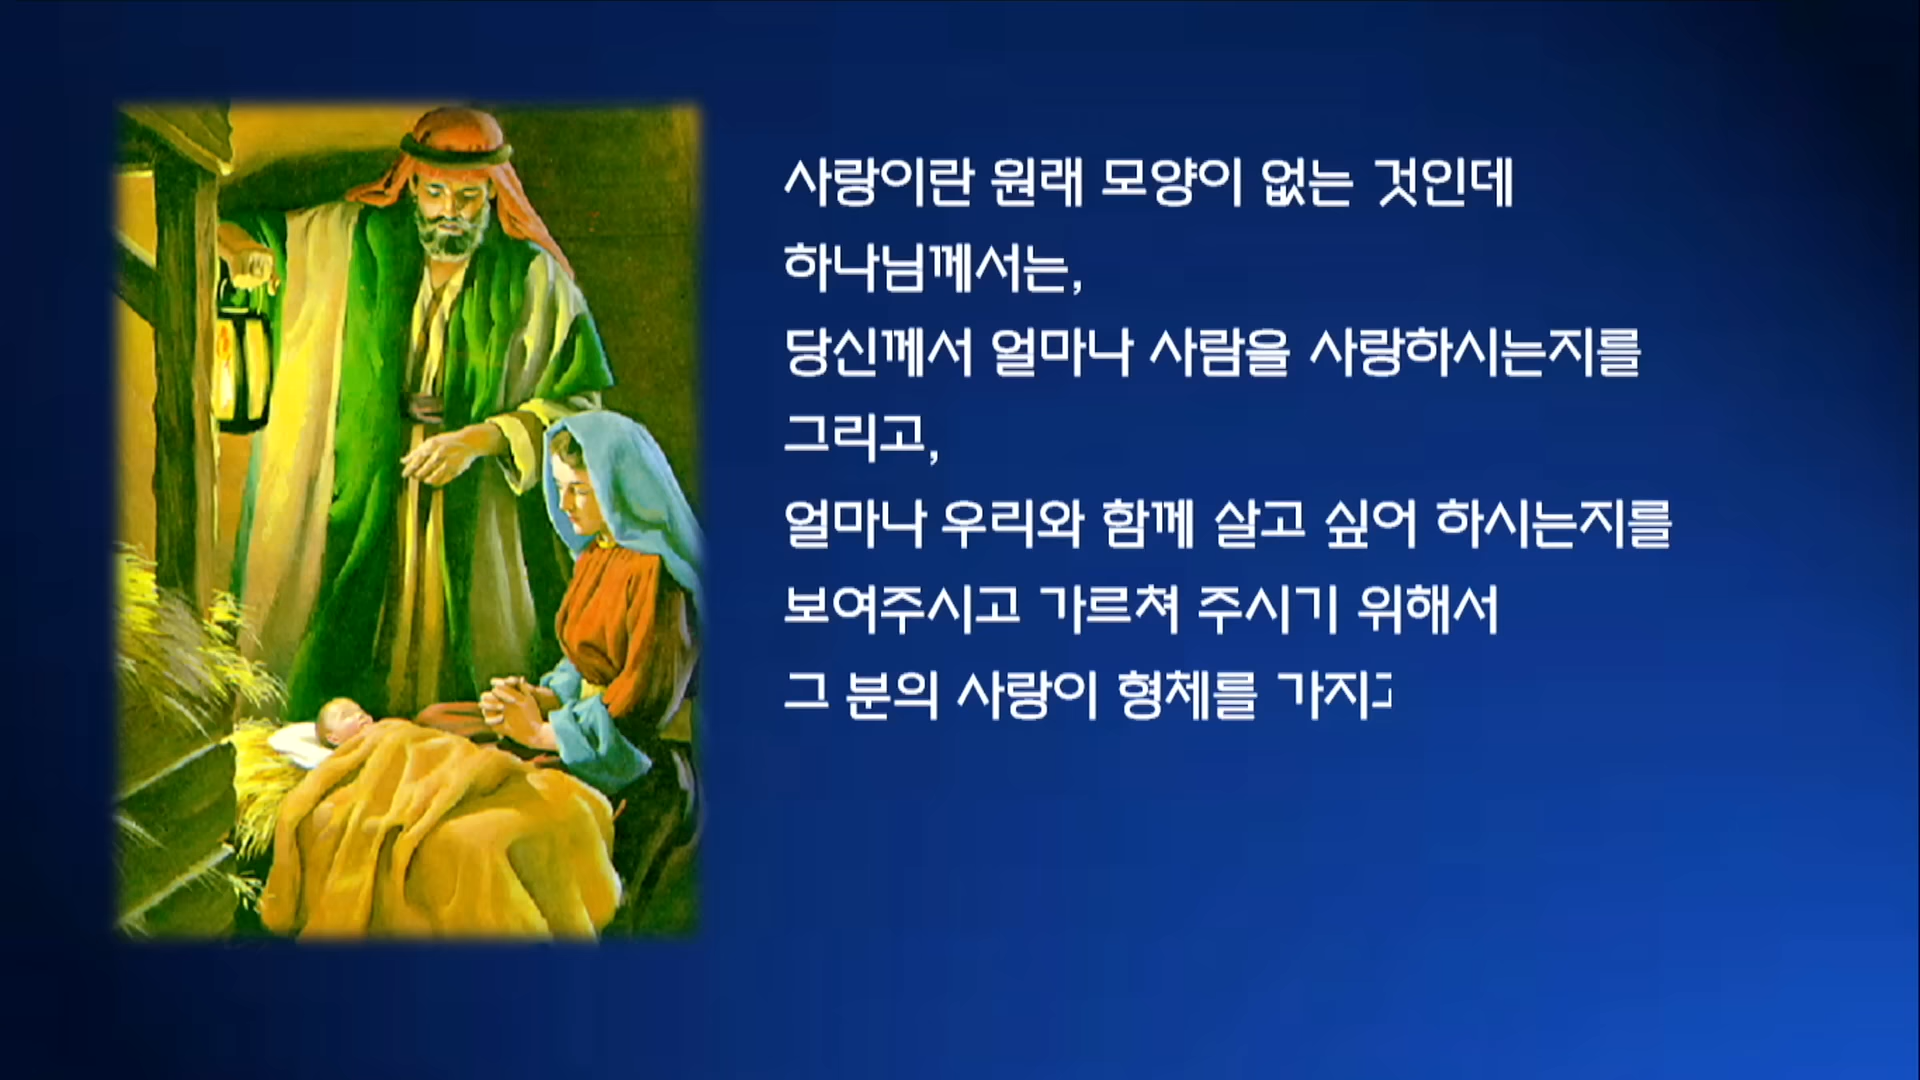 사랑이란 원래 모양이 없는 것인데
하나님께서는,
당신께서 얼마나 사람을 사랑하시는지를
그리고,
얼마나 우리와 함께 살고 싶어 하시는지를
보여주시고 가르쳐 주시기 위해서
그 분의 사랑이 형체를